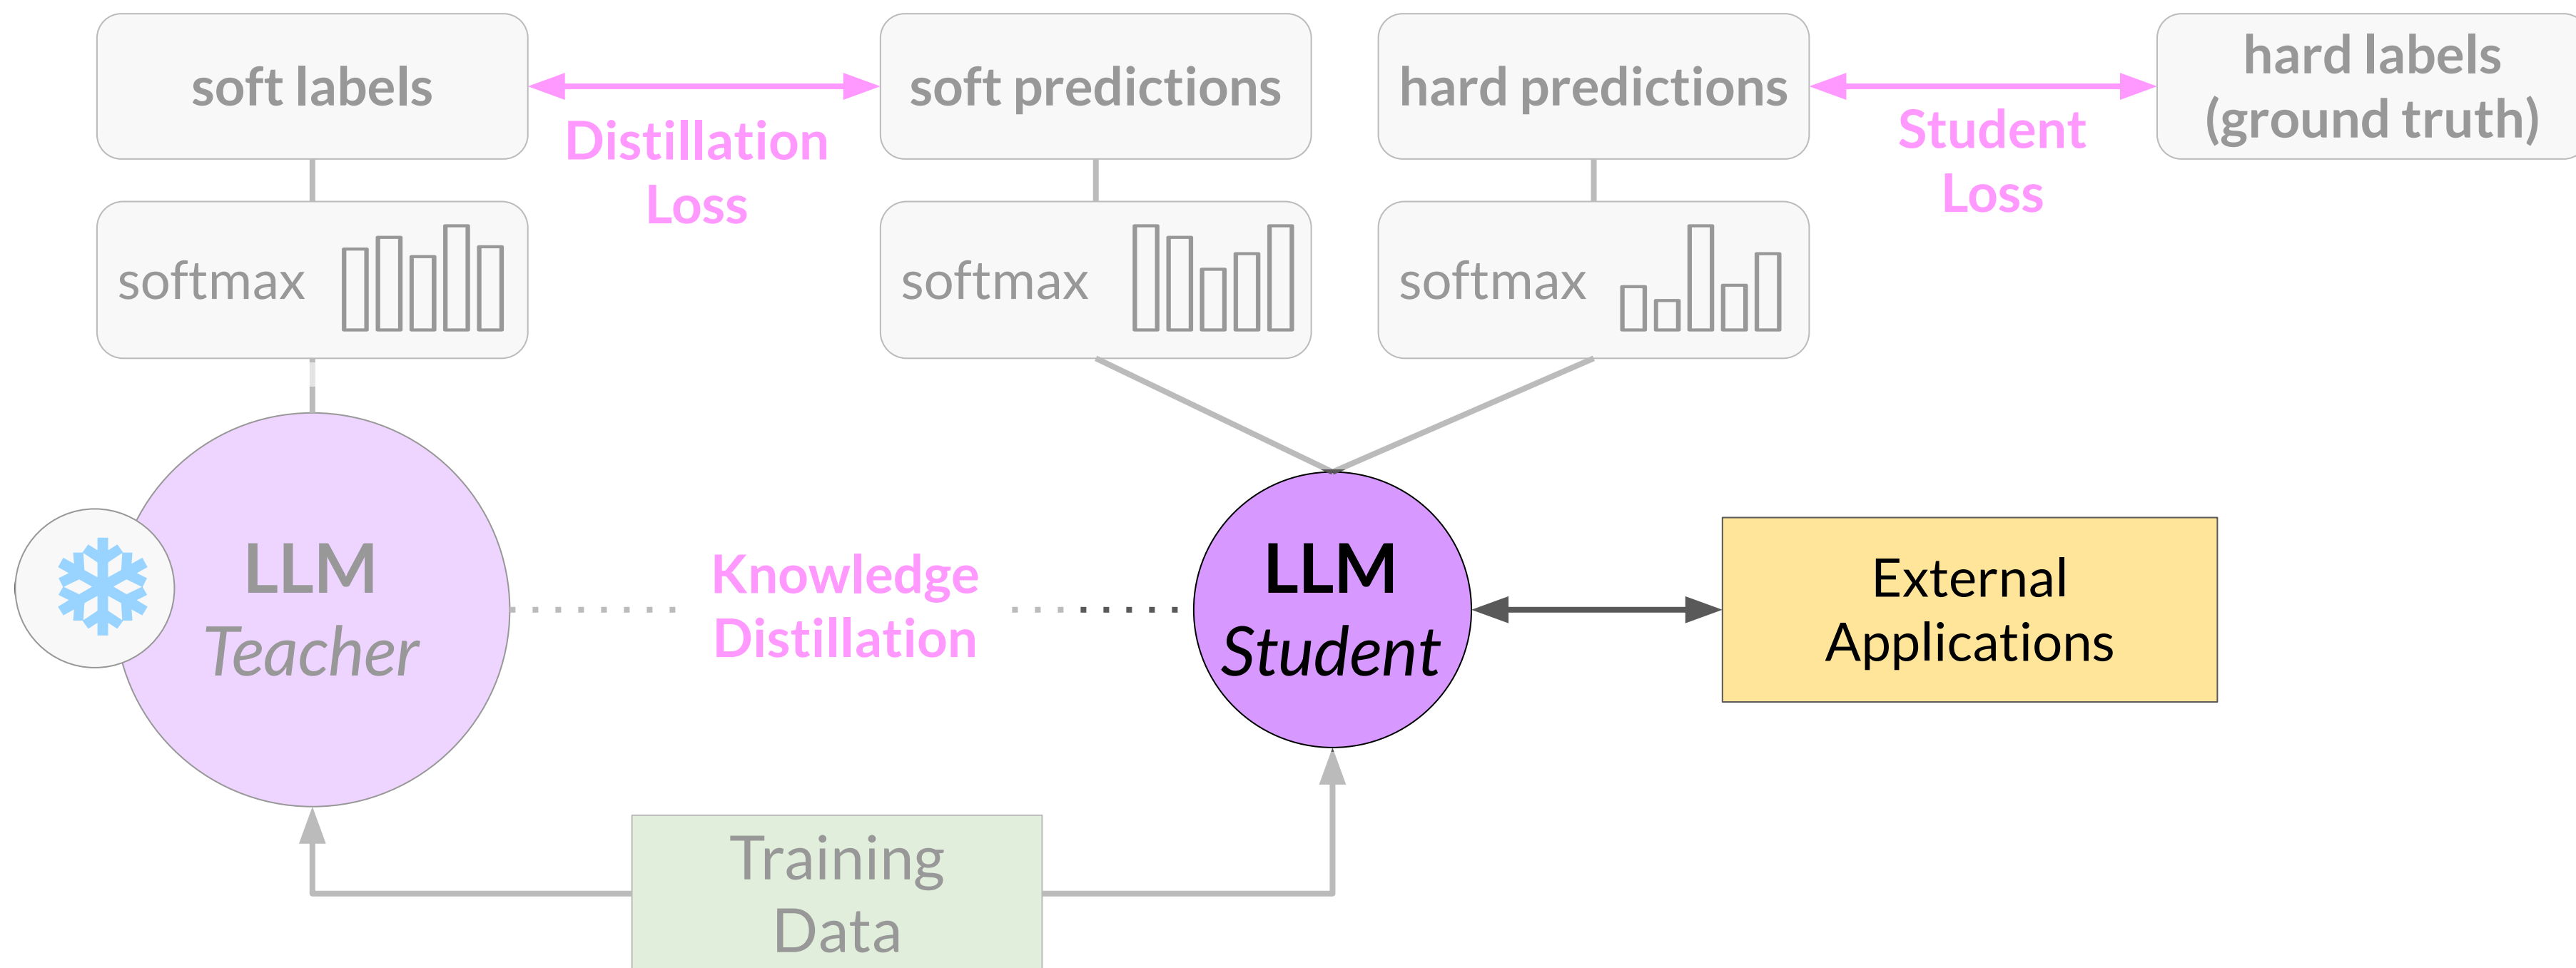 soft labels
Distillation
Loss
soft predictions
hard predictions
Student
Loss
hard labels
(ground truth)
softmax
softmax
softmax
LLM
Teacher
Knowledge
Distillation
LLM
Student
External
Applications
Training
Data